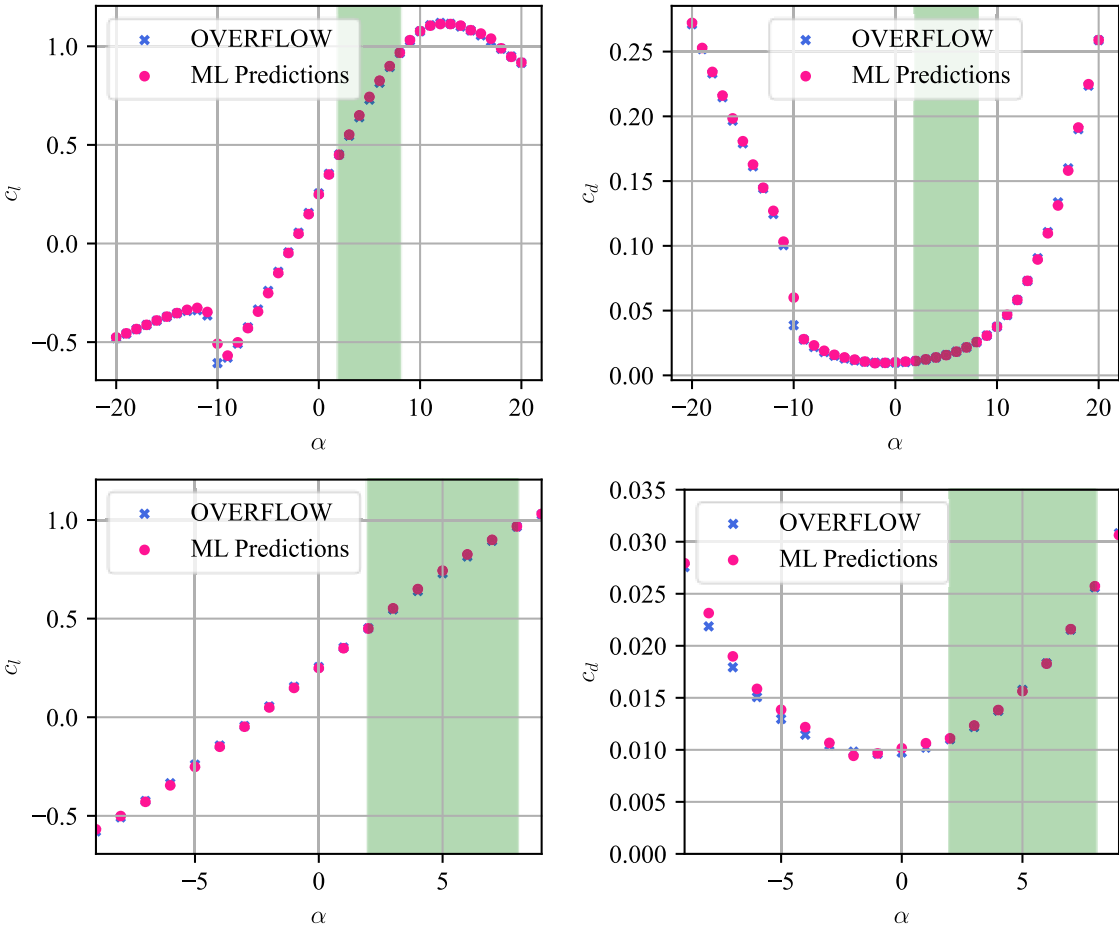 OVERFLOW
ML Predictions
1.0
0.5
0.0
−0.5
c_l
−20 −10 0 10 20
α
OVERFLOW
ML Predictions
0.25
0.20
0.15
0.10
0.05
0.00
c_d
−20 −10 0 10 20
α
OVERFLOW
ML Predictions
1.0
0.5
0.0
−0.5
c_l
−5 0 5
α
OVERFLOW
ML Predictions
0.035
0.030
0.025
0.020
0.015
0.010
0.005
0.000
c_d
−5 0 5
α